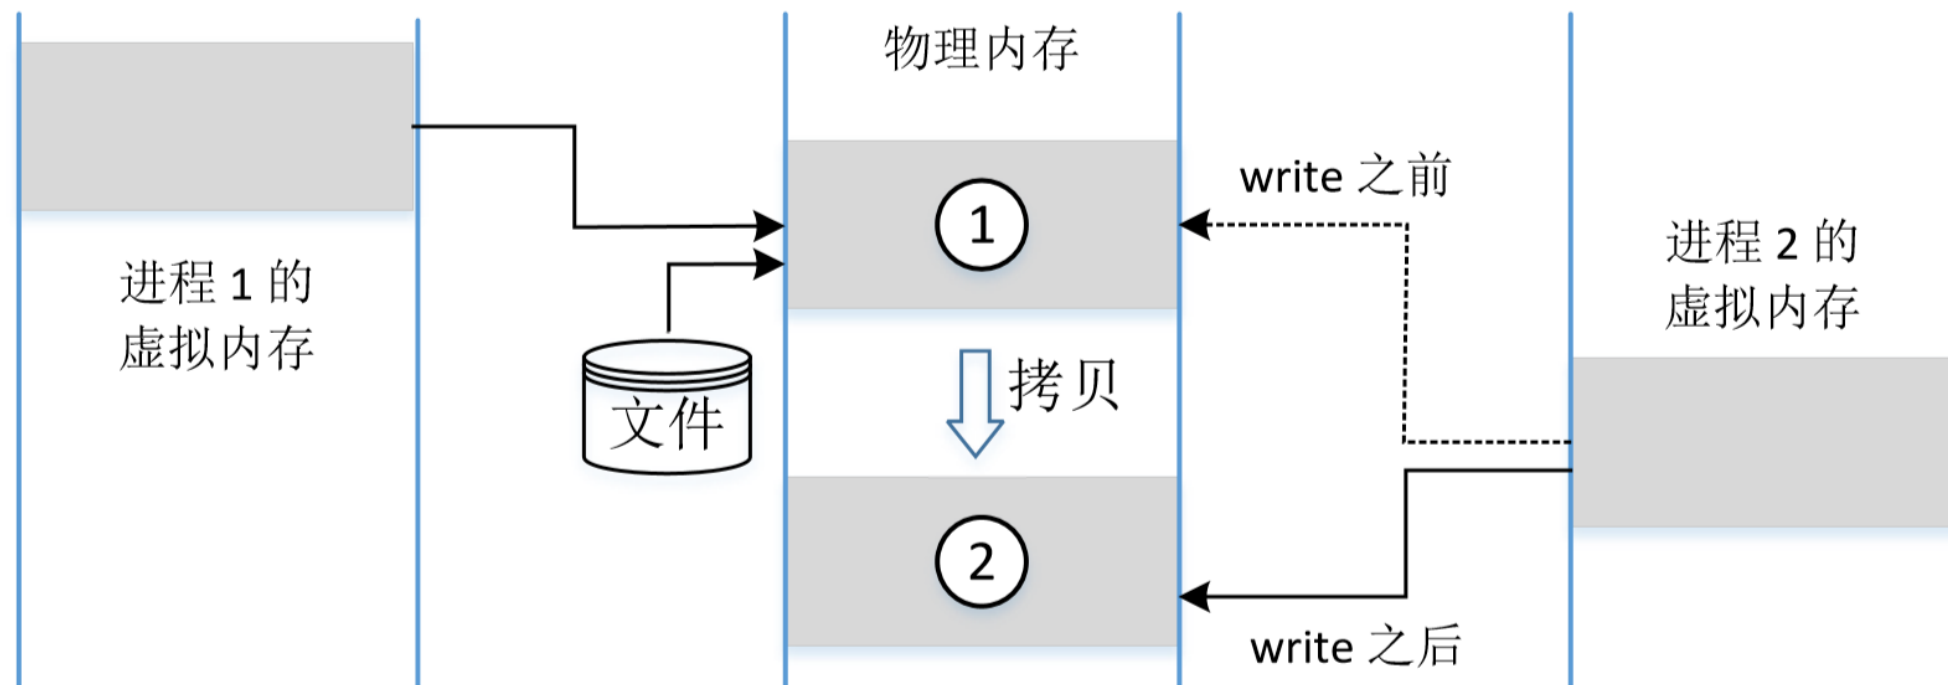 物理内存
1
write 之前
进程 1 的
虚拟内存
进程 2 的
虚拟内存
拷贝
文件
2
write 之后